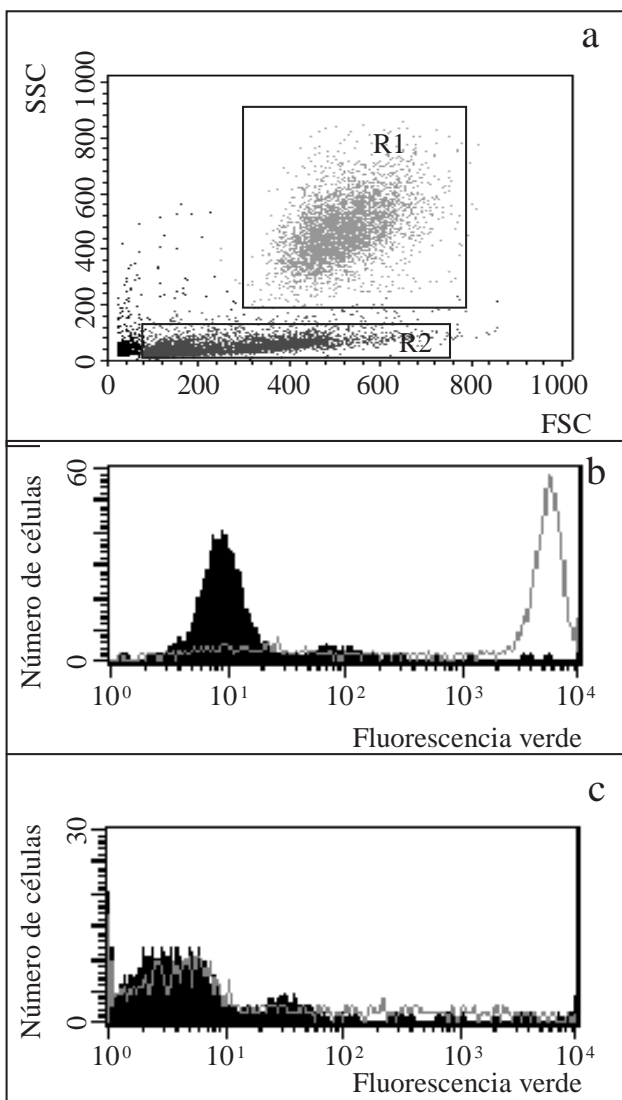 a
SSC
1000
800
600
400
200
0
R1
R2
0 200 400 600 800 1000
FSC
b
Número de células
60
0
10⁰ 10¹ 10² 10³ 10⁴
Fluorescencia verde
c
Número de células
30
0
10⁰ 10¹ 10² 10³ 10⁴
Fluorescencia verde